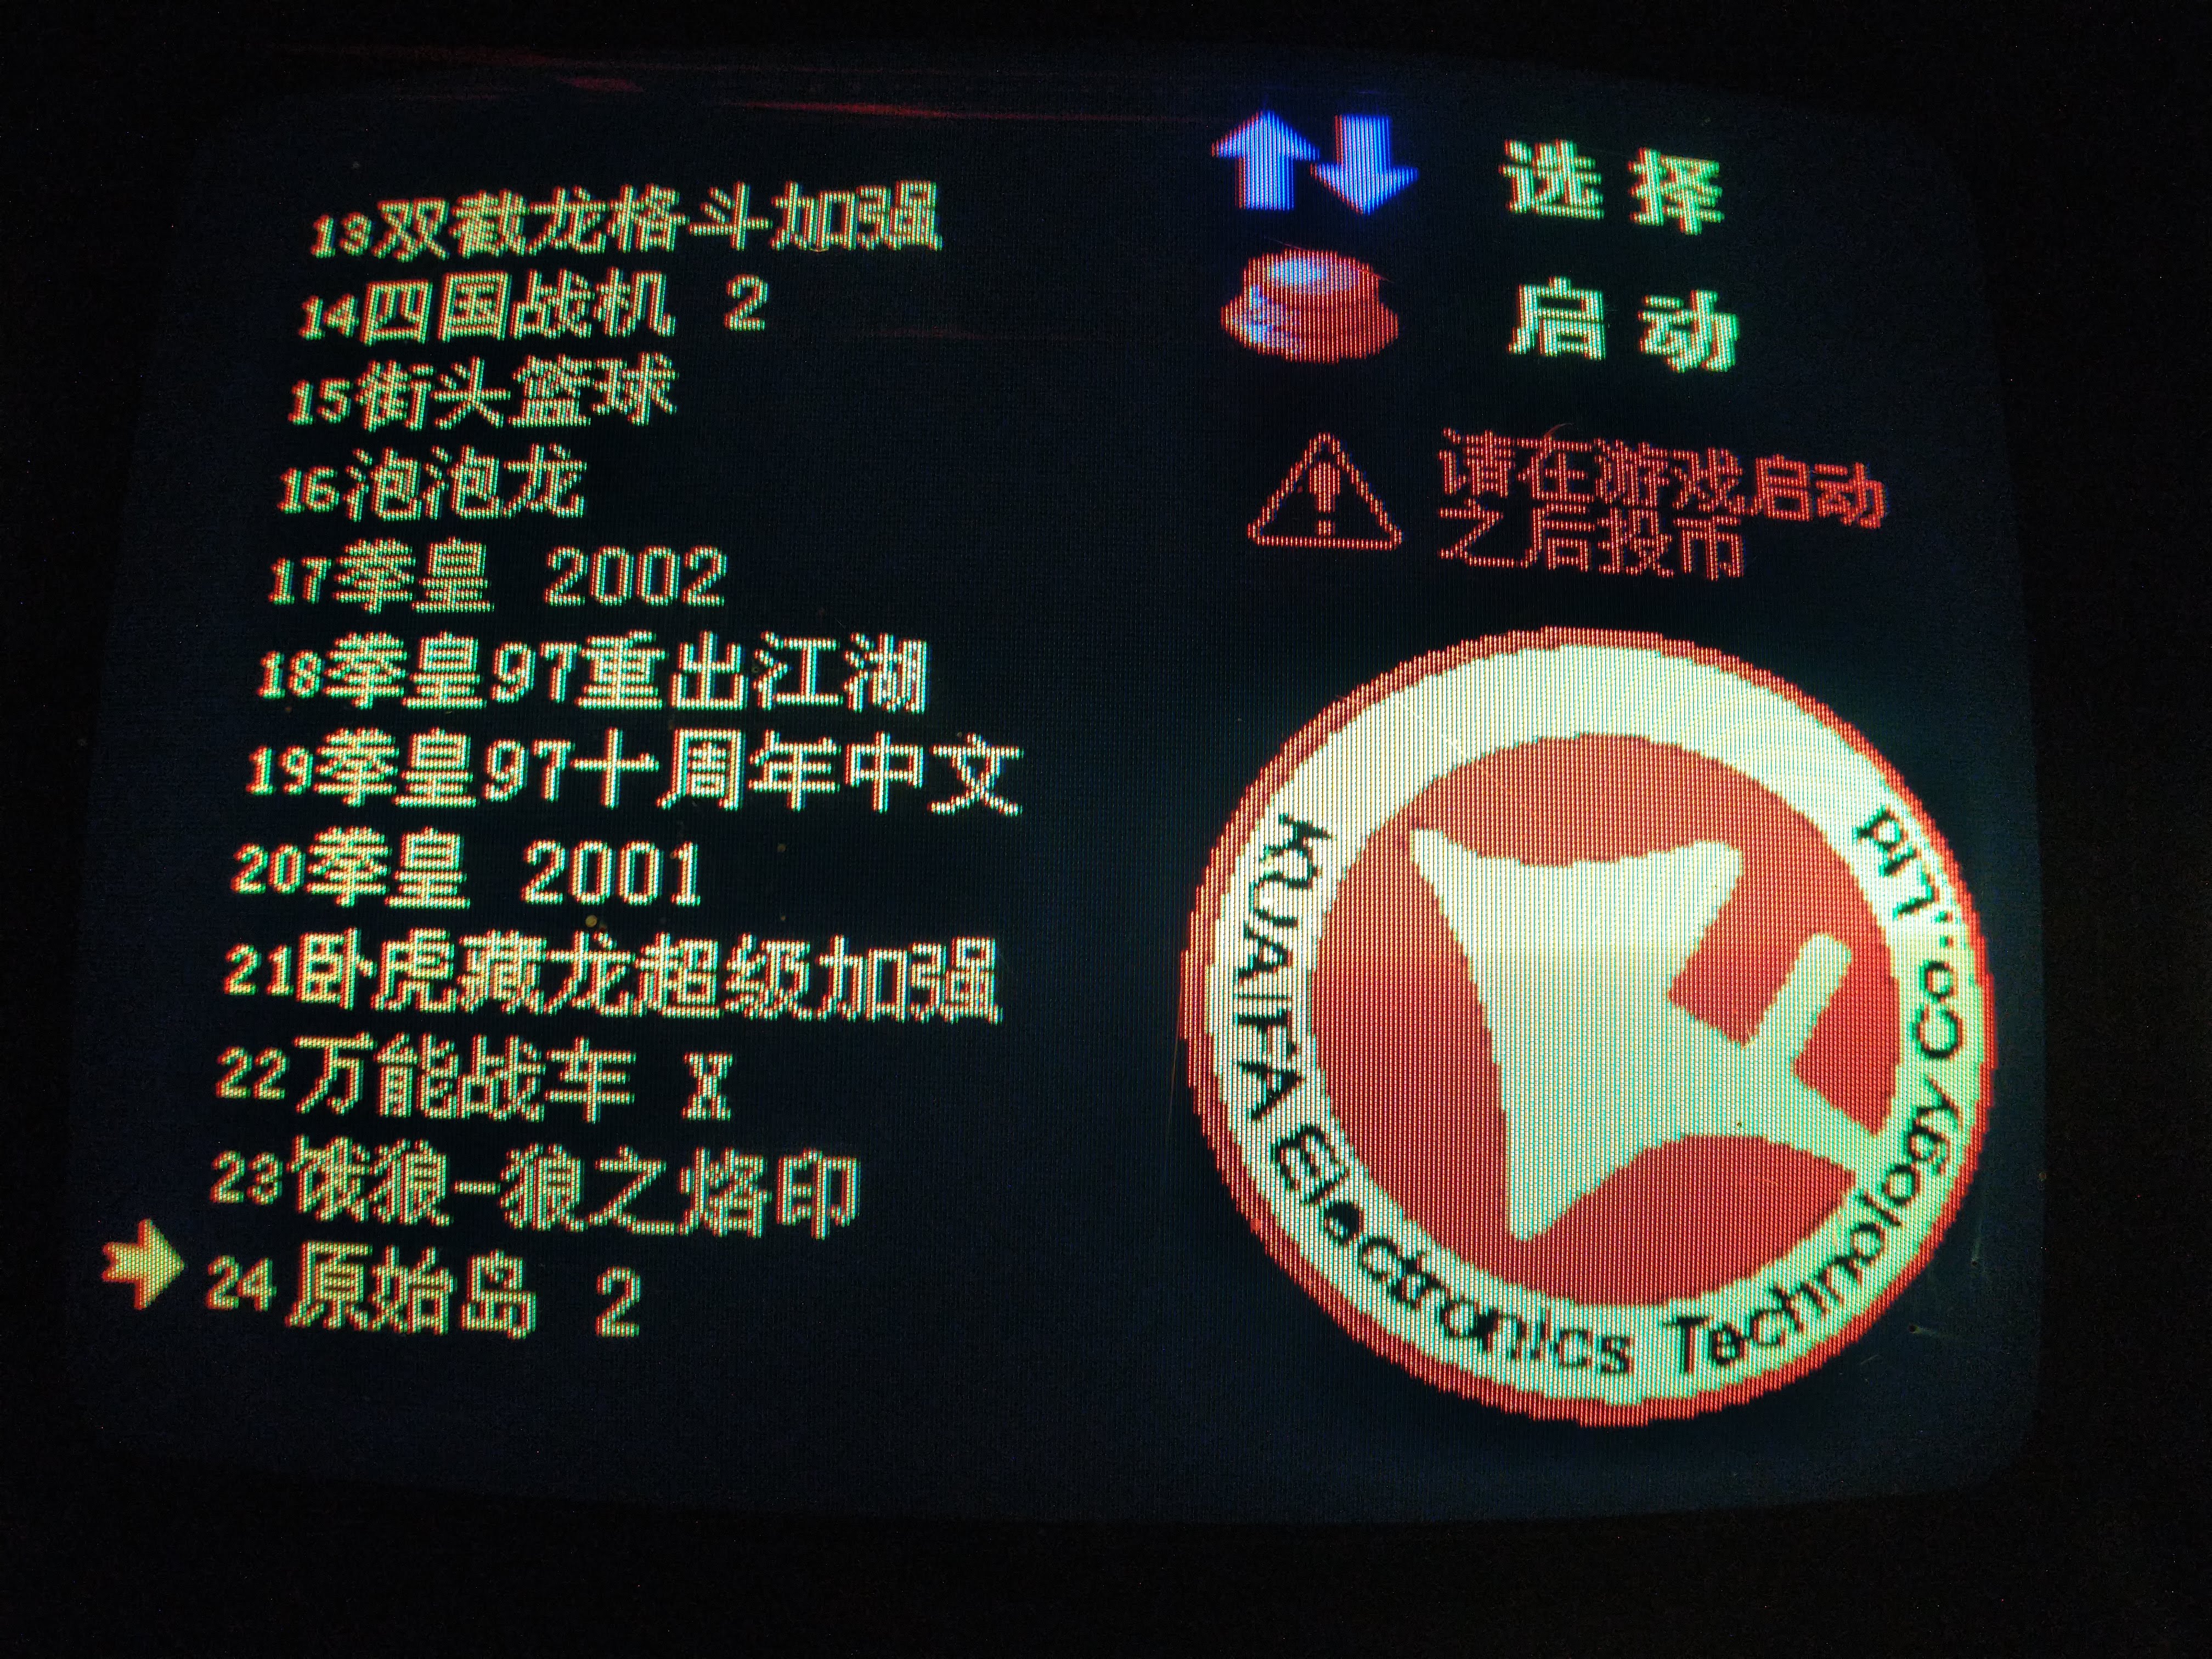 13双截龙格斗加强
14四国战机 2
15街头篮球
16泡泡龙
17拳皇 2002
18拳皇97重出江湖
19拳皇97十周年中文
20拳皇 2001
21卧虎藏龙超级加强
22万能战车 X
23饿狼-狼之烙印
24原始岛 2
选择
启动
请在游戏启动
之后投币
KUAIFA Electronics Technology Co.,LTD